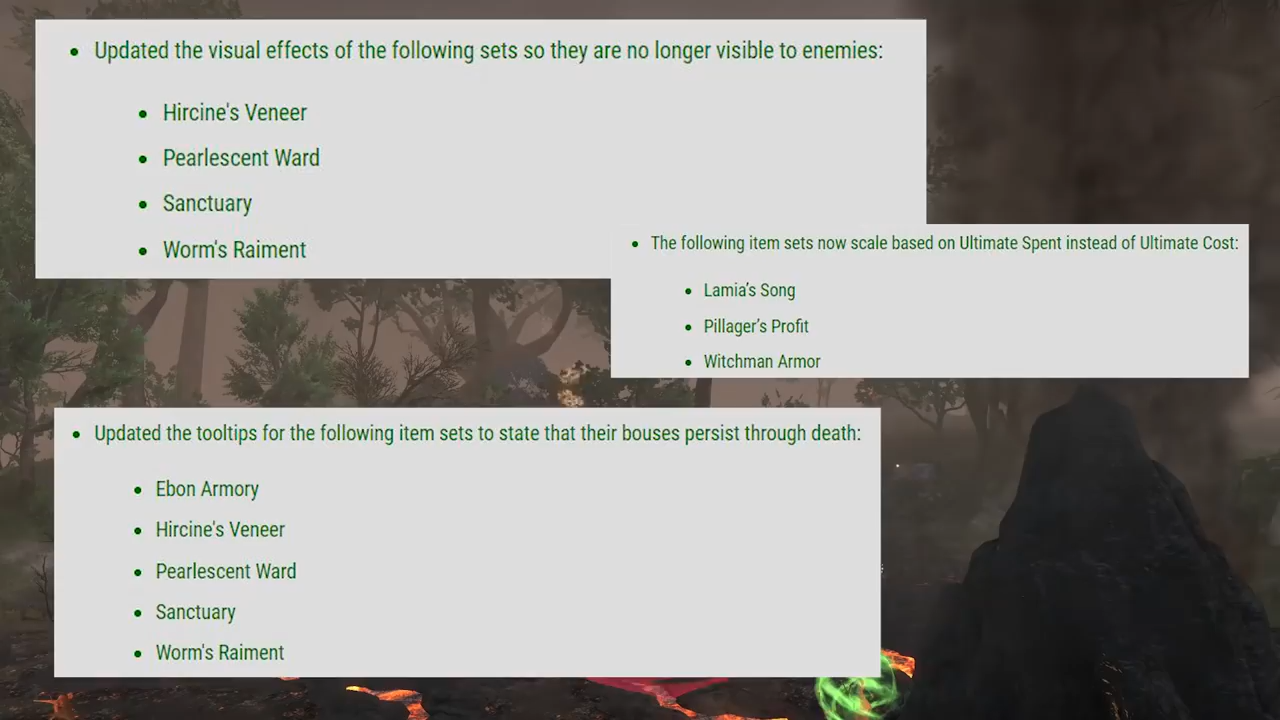 Updated the visual effects of the following sets so they are no longer visible to enemies:
Hircine's Veneer
Pearlescent Ward
Sanctuary
Worm's Raiment
The following item sets now scale based on Ultimate Spent instead of Ultimate Cost:
Lamia’s Song
Pillager’s Profit
Witchman Armor
Updated the tooltips for the following item sets to state that their bouses persist through death:
Ebon Armory
Hircine's Veneer
Pearlescent Ward
Sanctuary
Worm's Raiment